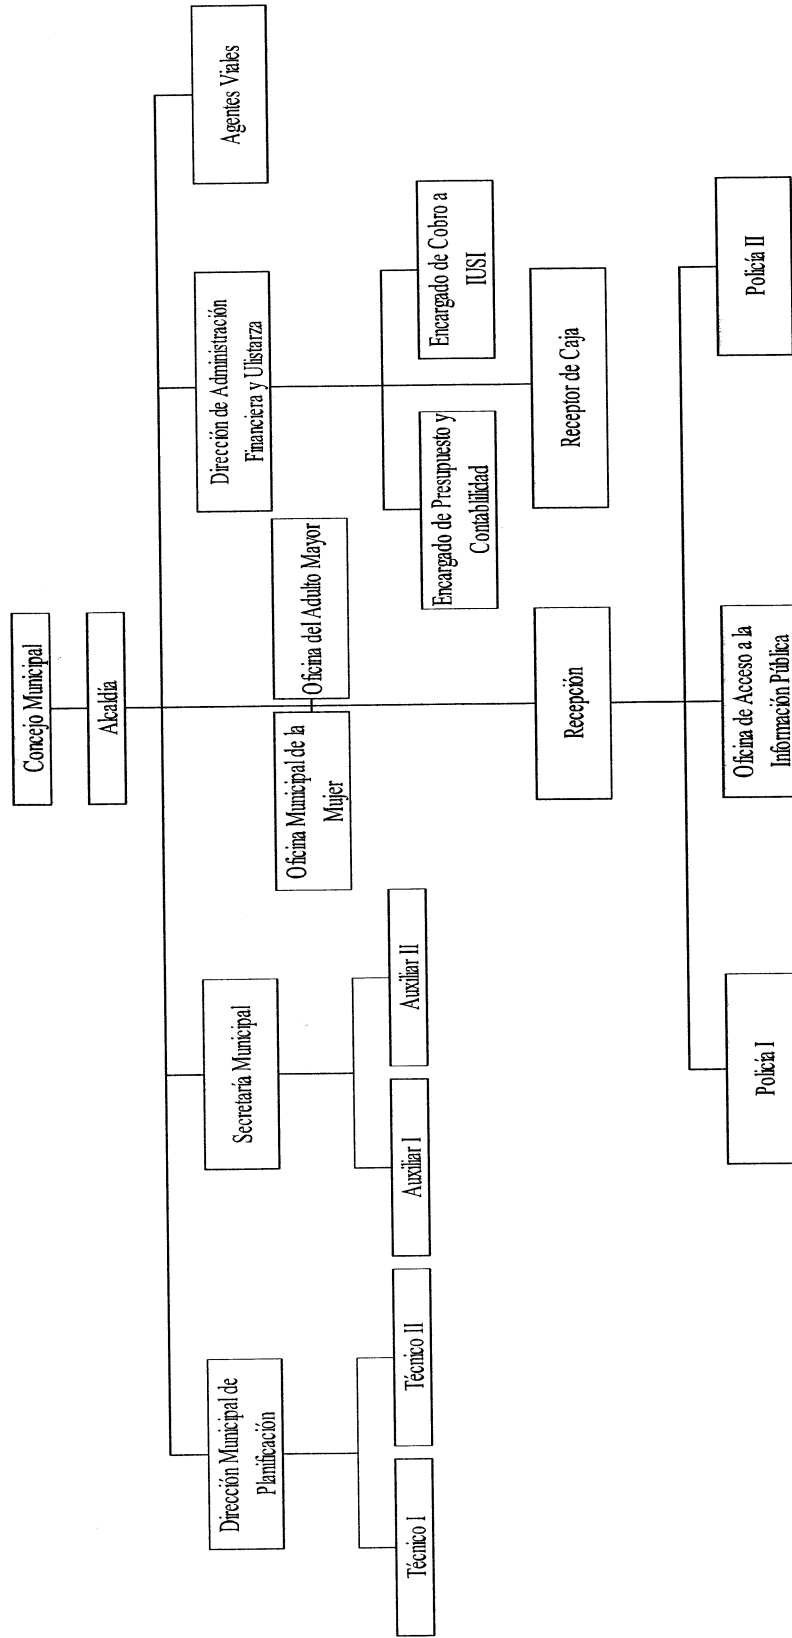 Concejo Municipal
Alcaldía
Dirección Municipal de
Planificación
Secretaría Municipal
Dirección de Administración
Financiera y Ulistarza
Agentes Viales
Oficina Municipal de la
Mujer
Oficina del Adulto Mayor
Técnico I
Técnico II
Auxiliar I
Auxiliar II
Encargado de Presupuesto y
Contablilidad
Encargado de Cobro a
IUSI
Recepción
Receptor de Caja
Policía I
Oficina de Acceso a la
Información Pública
Policía II